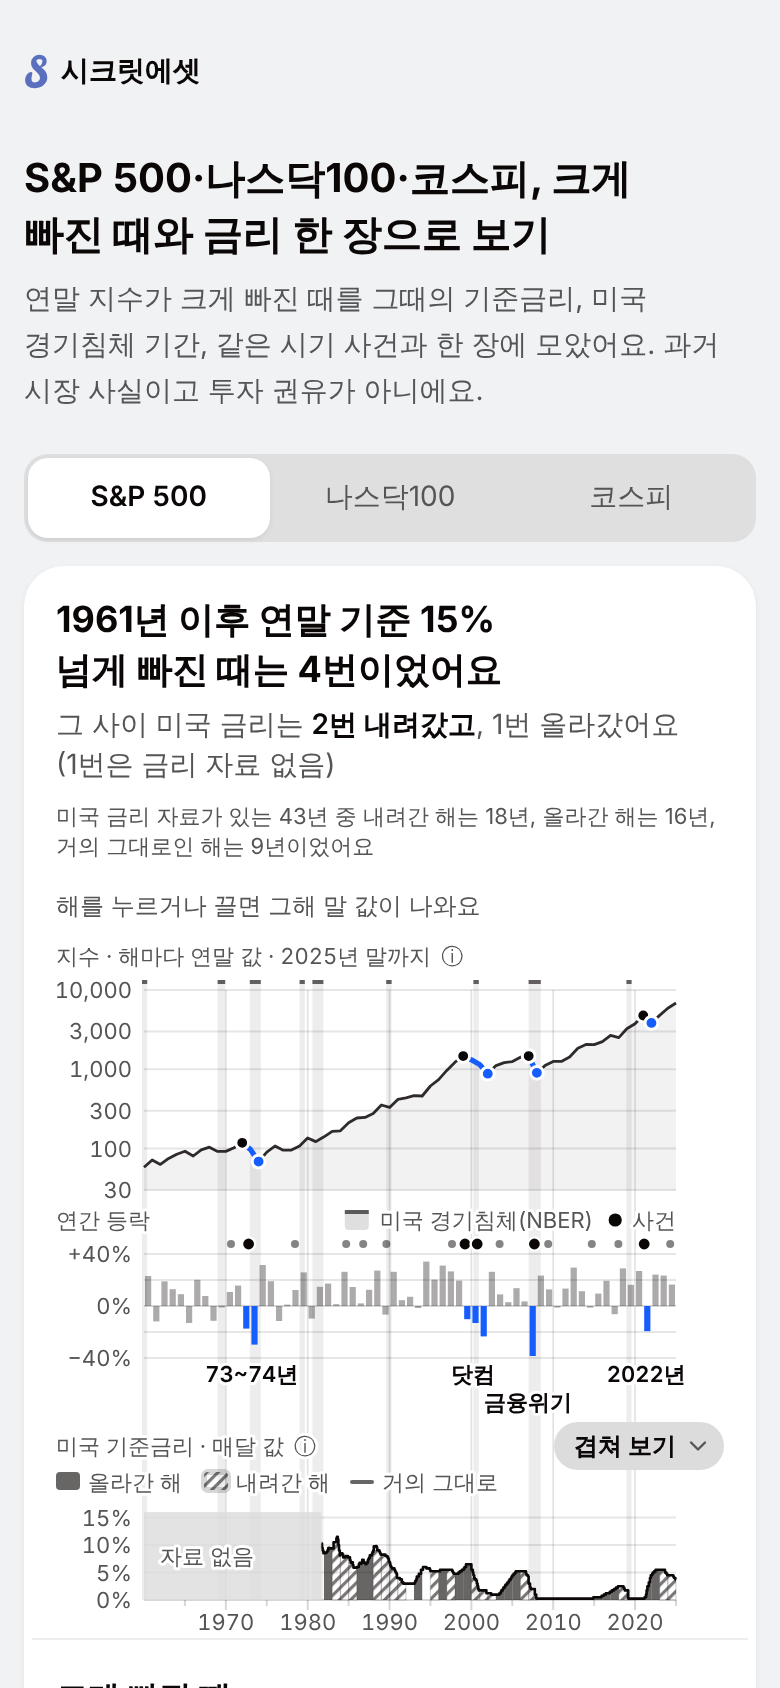 시크릿에셋
S&P 500·나스닥100·코스피, 크게
빠진 때와 금리 한 장으로 보기
연말 지수가 크게 빠진 때를 그때의 기준금리, 미국
경기침체 기간, 같은 시기 사건과 한 장에 모았어요. 과거
시장 사실이고 투자 권유가 아니에요.
S&P 500 나스닥100 코스피
1961년 이후 연말 기준 15%
넘게 빠진 때는 4번이었어요
그 사이 미국 금리는 2번 내려갔고, 1번 올라갔어요
(1번은 금리 자료 없음)
미국 금리 자료가 있는 43년 중 내려간 해는 18년, 올라간 해는 16년,
거의 그대로인 해는 9년이었어요
해를 누르거나 끌면 그해 말 값이 나와요
지수 · 해마다 연말 값 · 2025년 말까지 ⓘ
10,000
3,000
1,000
300
100
30
연간 등락 미국 경기침체(NBER) 사건
+40%
0%
−40%
73~74년 닷컴 2022년
금융위기
미국 기준금리 · 매달 값 ⓘ 겹쳐 보기
올라간 해 내려간 해 거의 그대로
15%
10%
5%
0%
자료 없음
1970 1980 1990 2000 2010 2020